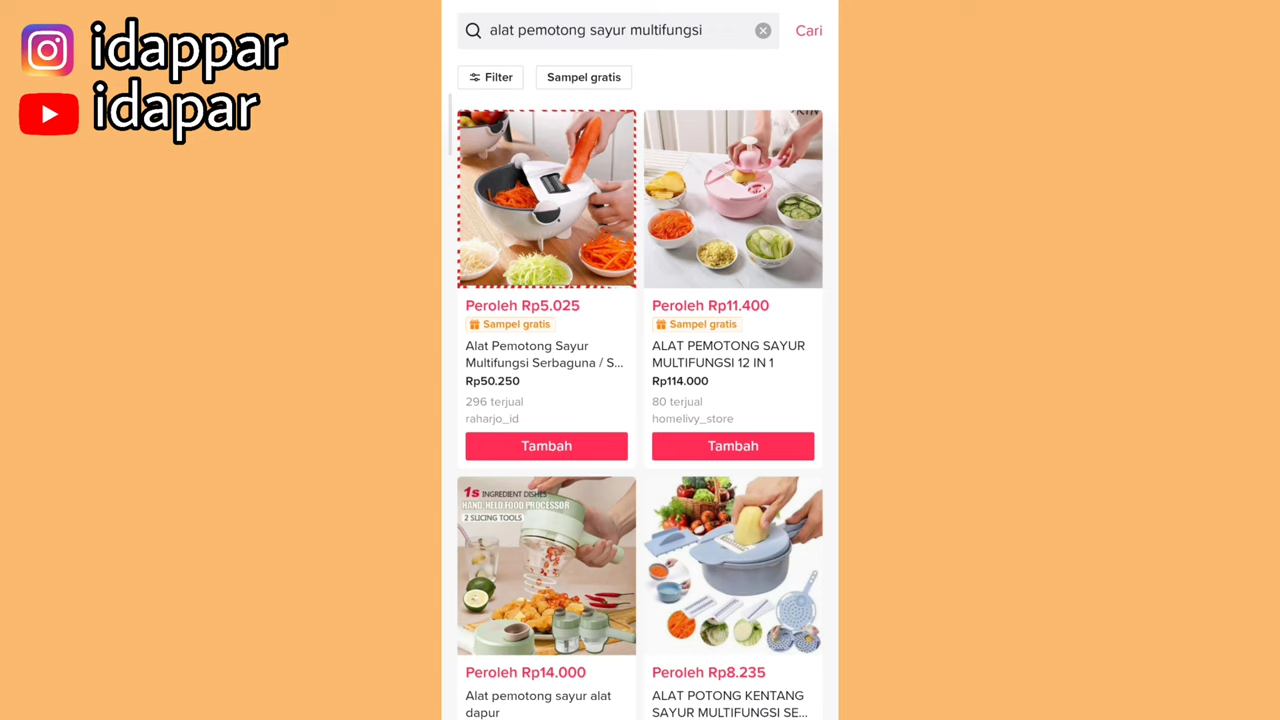 idappar
idapar
alat pemotong sayur multifungsi
Cari
Filter
Sampel gratis
Peroleh Rp5.025
Sampel gratis
Alat Pemotong Sayur
Multifungsi Serbaguna / S...
Rp50.250
296 terjual
raharjo_id
Tambah
Peroleh Rp11.400
Sampel gratis
ALAT PEMOTONG SAYUR
MULTIFUNGSI 12 IN 1
Rp114.000
80 terjual
homelivy_store
Tambah
1s INGREDIENT DISHES
HAND-HELD FOOD PROCESSOR
2 SLICING TOOLS
Peroleh Rp14.000
Alat pemotong sayur alat
dapur
Peroleh Rp8.235
ALAT POTONG KENTANG
SAYUR MULTIFUNGSI SE...